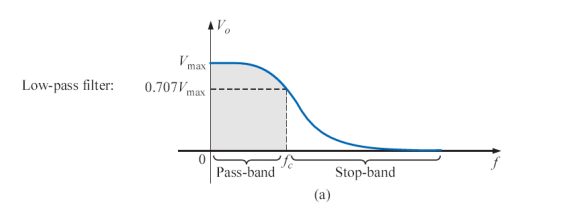 V_o
V_max
Low-pass filter:
0.707V_max
0
f_c
f
Pass-band
Stop-band
(a)